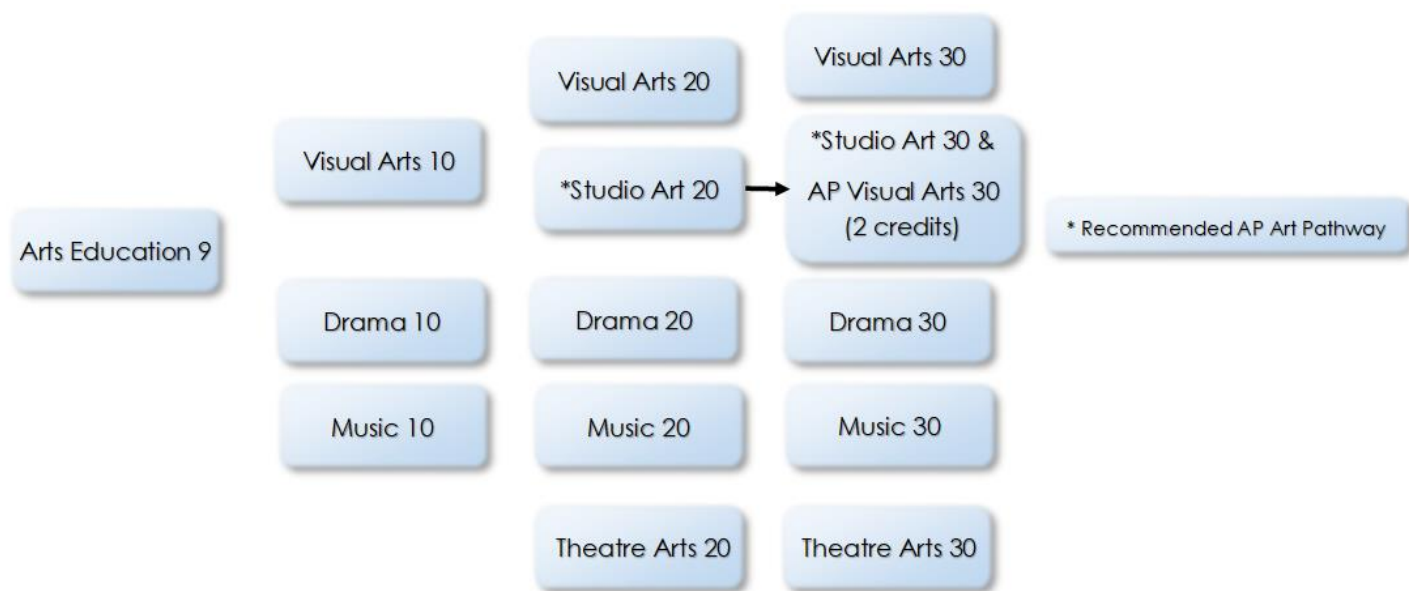 Arts Education 9
Visual Arts 10
Drama 10
Music 10
Visual Arts 20
*Studio Art 20
Drama 20
Music 20
Theatre Arts 20
Visual Arts 30
*Studio Art 30 &
AP Visual Arts 30
(2 credits)
Drama 30
Music 30
Theatre Arts 30
* Recommended AP Art Pathway